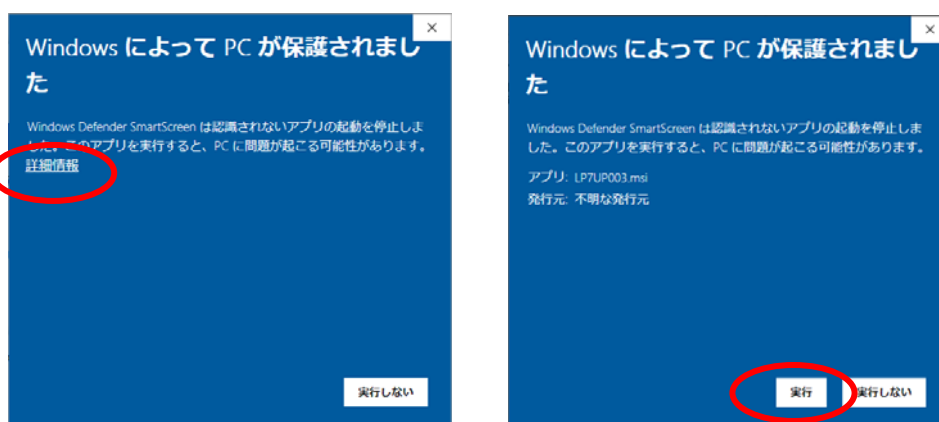 Windows によって PC が保護されまし
た
Windows Defender SmartScreen は認識されないアプリの起動を停止しま
した。このアプリを実行すると、PC に問題が起こる可能性があります。
詳細情報
実行しない
Windows によって PC が保護されまし
た
Windows Defender SmartScreen は認識されないアプリの起動を停止しま
した。このアプリを実行すると、PC に問題が起こる可能性があります。
アプリ: LP7UP003.msi
発行元: 不明な発行元
実行
実行しない